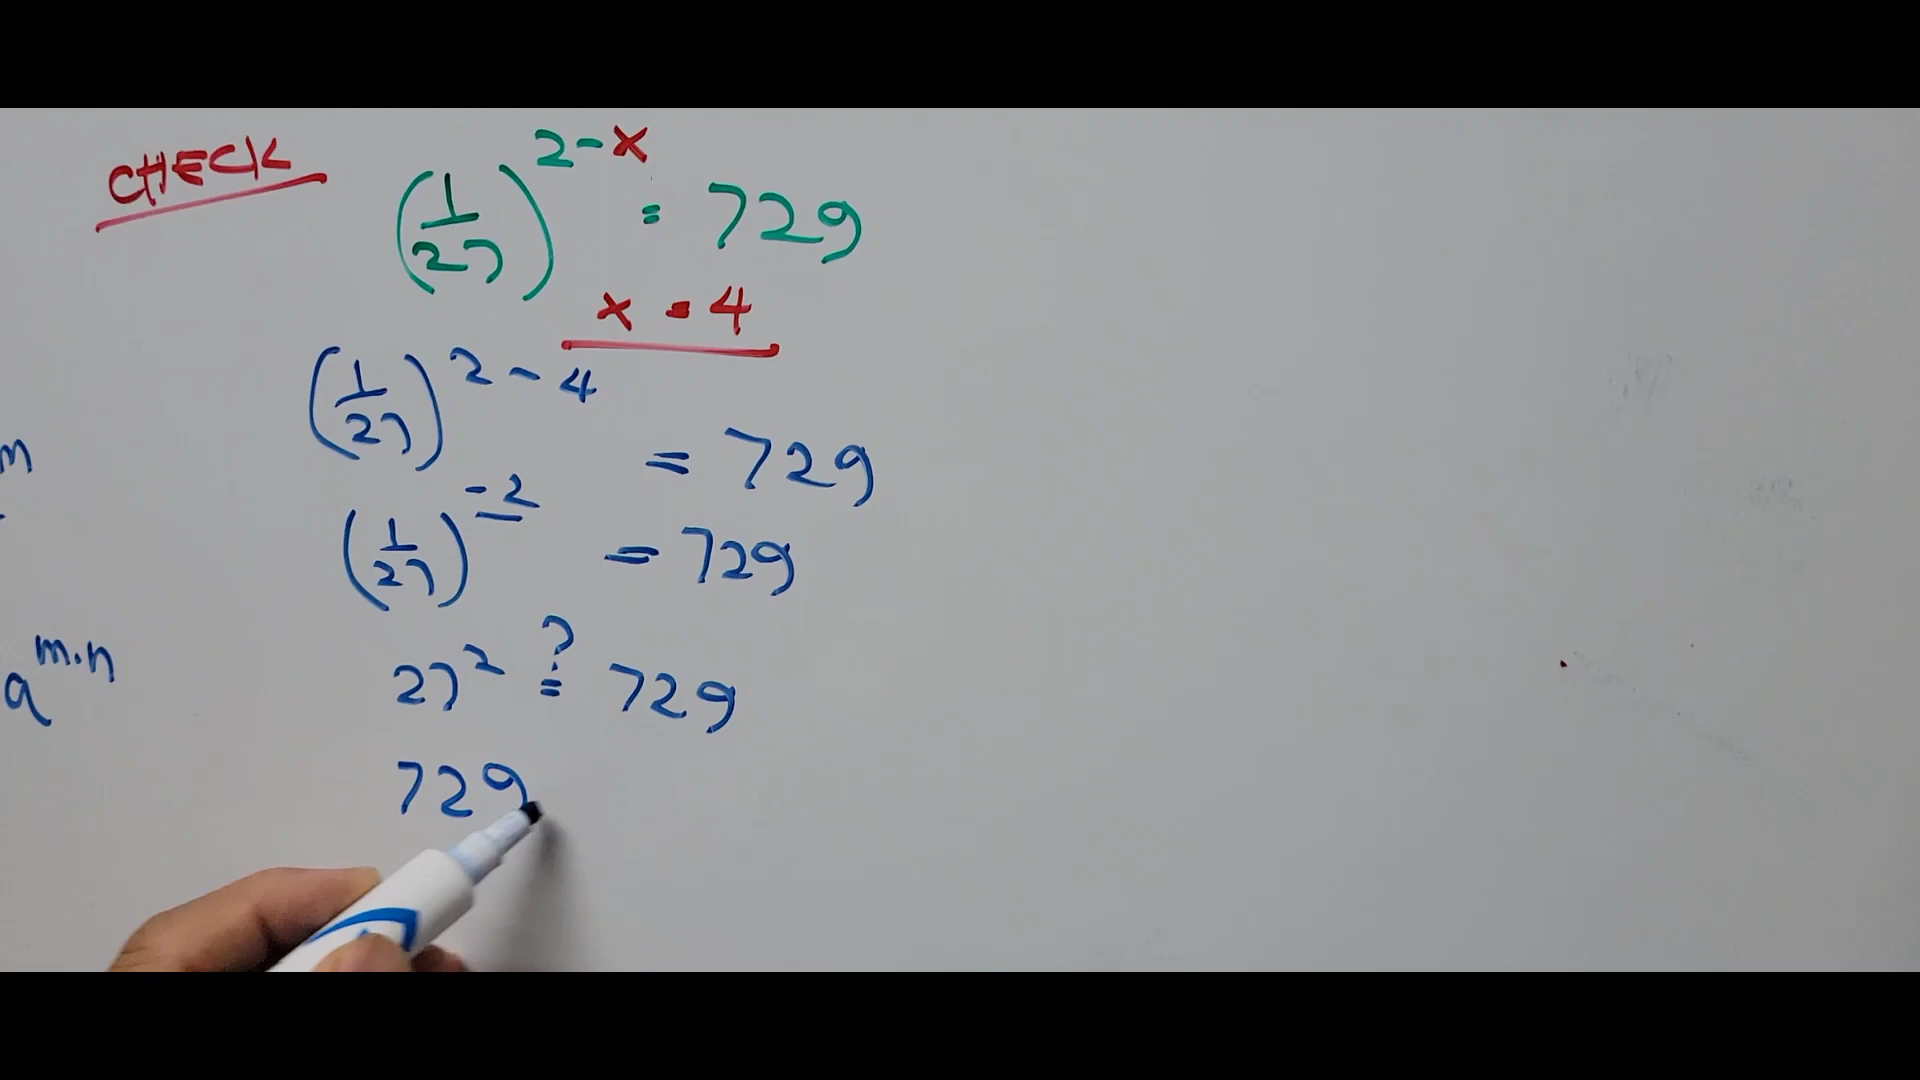 CHECK
(1/27)^(2-x) = 729
x = 4
(1/27)^(2-4) = 729
(1/27)^(-2) = 729
27^2 ?= 729
729
m
a^(m.n)